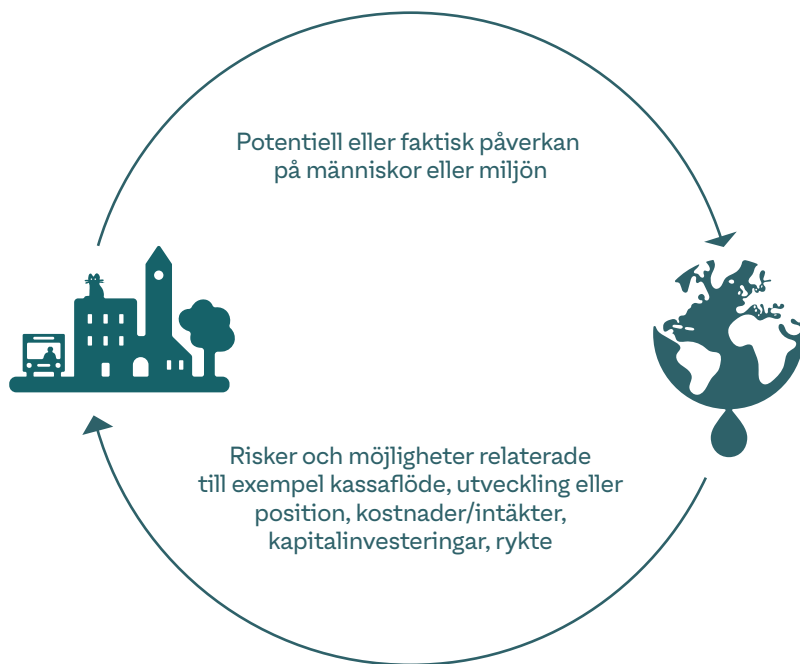 Potentiell eller faktisk påverkan
på människor eller miljön
Risker och möjligheter relaterade
till exempel kassaflöde, utveckling eller
position, kostnader/intäkter,
kapitalinvesteringar, rykte